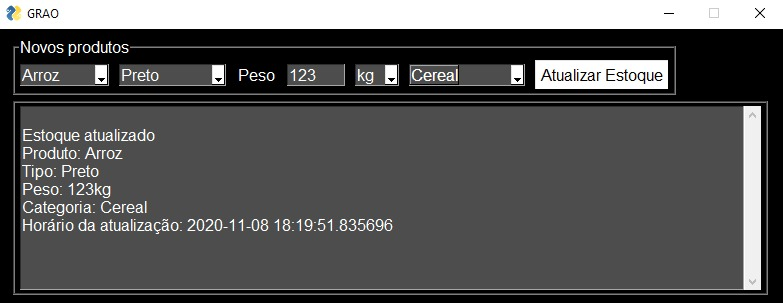 GRAO
Novos produtos
Arroz Preto Peso 123 kg Cereal Atualizar Estoque
Estoque atualizado
Produto: Arroz
Tipo: Preto
Peso: 123kg
Categoria: Cereal
Horário da atualização: 2020-11-08 18:19:51.835696